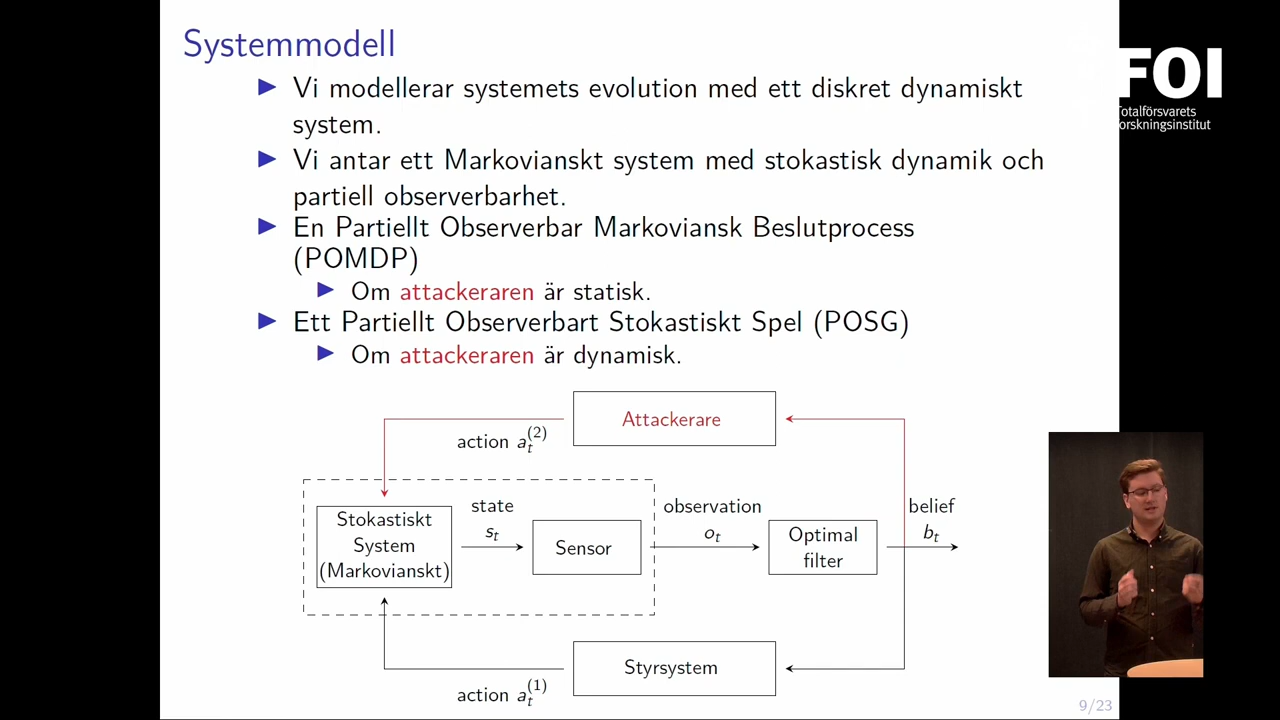 Systemmodell
▶ Vi modellerar systemets evolution med ett diskret dynamiskt
system.
▶ Vi antar ett Markovianskt system med stokastisk dynamik och
partiell observerbarhet.
▶ En Partiellt Observerbar Markoviansk Beslutprocess
(POMDP)
▶ Om attackeraren är statisk.
▶ Ett Partiellt Observerbart Stokastiskt Spel (POSG)
▶ Om attackeraren är dynamisk.
Attackerare
action a_t^(2)
Stokastiskt
System
(Markovianskt)
state
s_t
Sensor
observation
o_t
Optimal
filter
belief
b_t
Styrsystem
action a_t^(1)
9/23
FOI
Totalförsvarets
forskningsinstitut